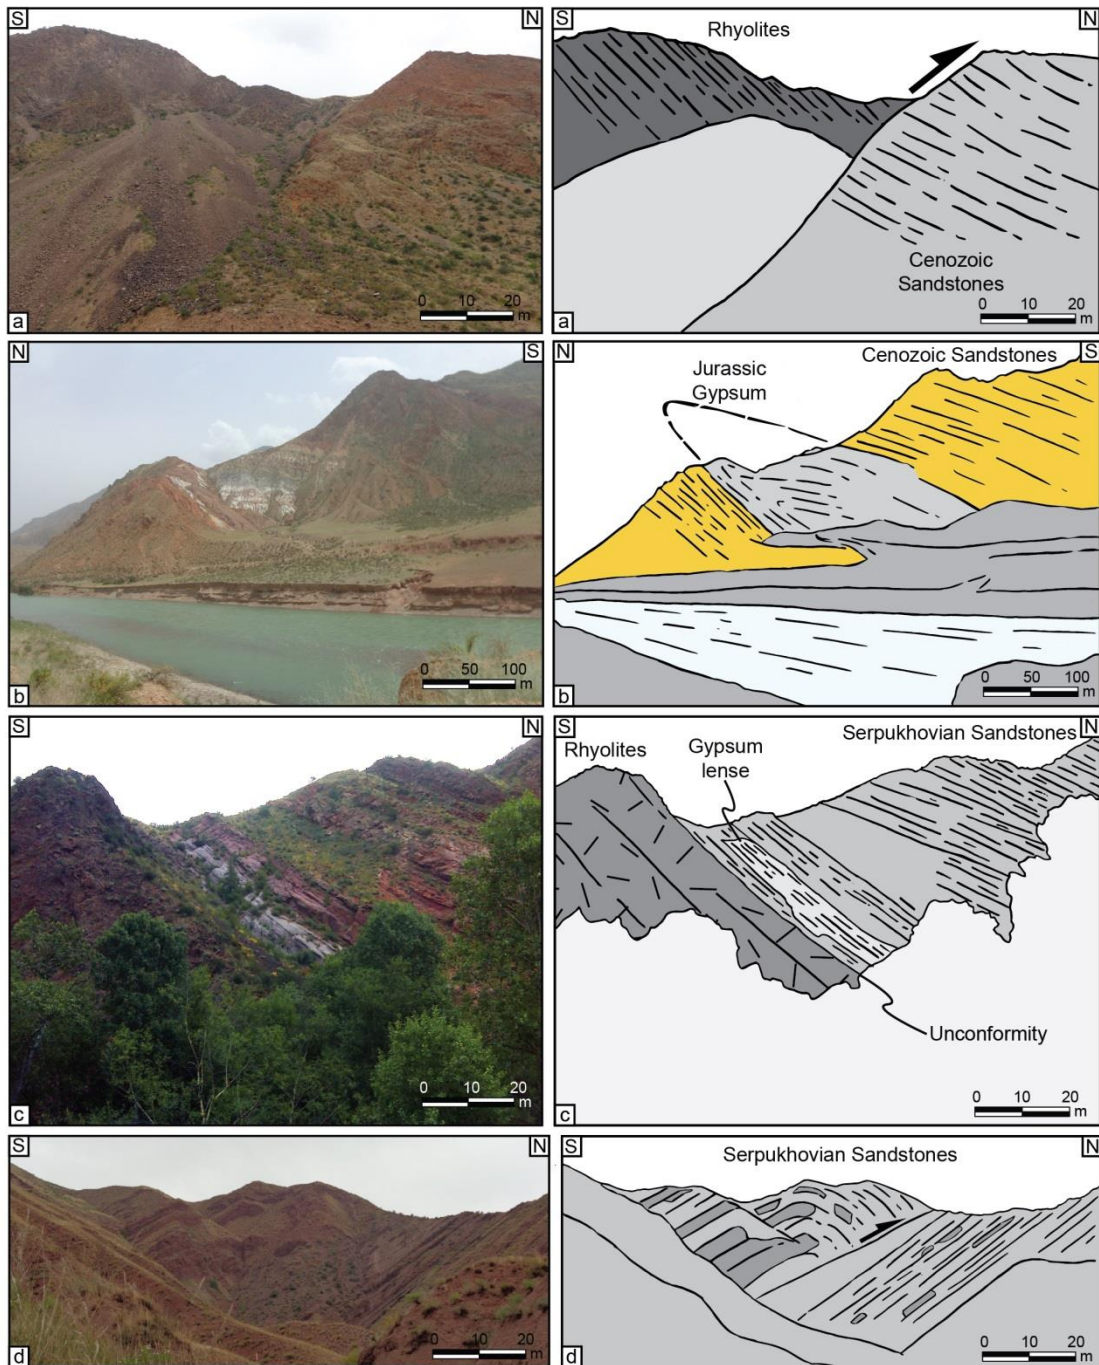 S
N
0 10 20
m
a
S
N
Rhyolites
Cenozoic
Sandstones
0 10 20
m
a
N
S
0 50 100
m
b
N
S
Cenozoic Sandstones
Jurassic
Gypsum
0 50 100
m
b
S
N
0 10 20
m
c
S
N
Serpukhovian Sandstones
Rhyolites
Gypsum
lense
Unconformity
0 10 20
m
c
S
N
0 10 20
m
d
S
N
Serpukhovian Sandstones
0 10 20
m
d